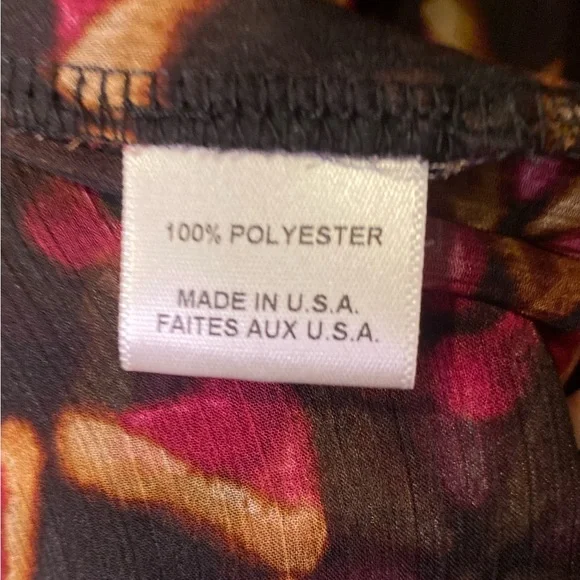 100% POLYESTER
MADE IN U.S.A.
FAITES AUX U.S.A.